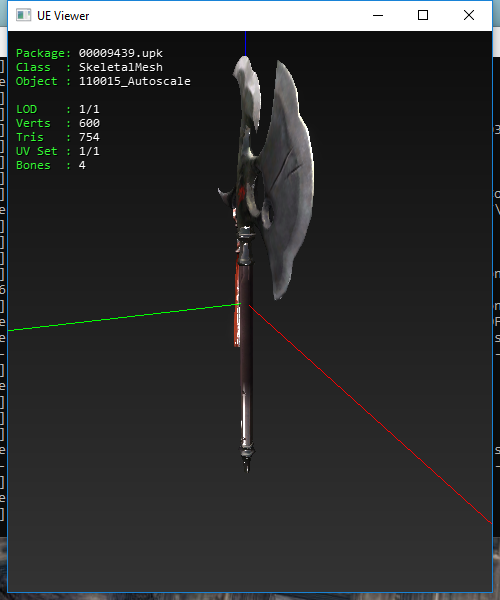 UE Viewer
Package: 00009439.upk
Class  : SkeletalMesh
Object : 110015_Autoscale
LOD    : 1/1
Verts  : 600
Tris   : 754
UV Set : 1/1
Bones  : 4